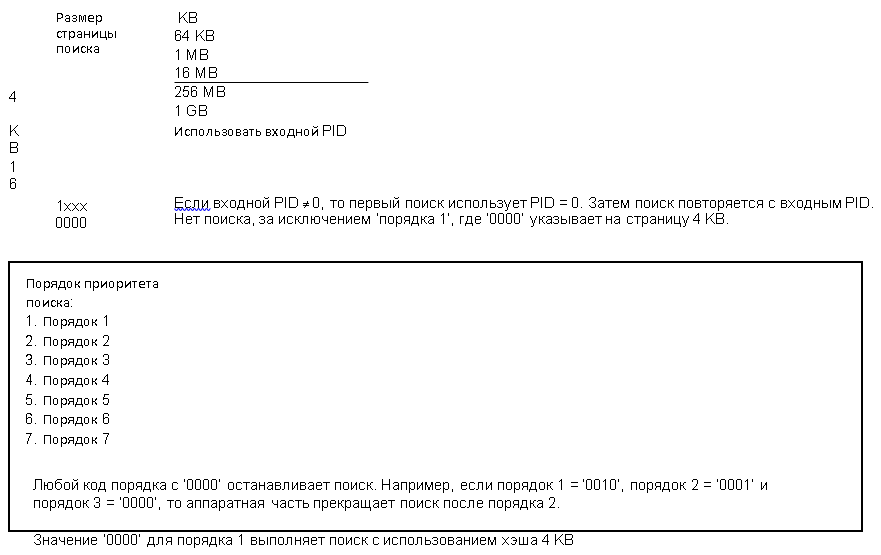 Размер
страницы
поиска
KB
64 KB
1 MB
16 MB
256 MB
1 GB
4
K
B
1
6
Использовать входной PID
1xxx
Если входной PID ≠ 0, то первый поиск использует PID = 0. Затем поиск повторяется с входным PID.
0000
Нет поиска, за исключением 'порядка 1', где '0000' указывает на страницу 4 KB.
Порядок приоритета
поиска:
1. Порядок 1
2. Порядок 2
3. Порядок 3
4. Порядок 4
5. Порядок 5
6. Порядок 6
7. Порядок 7
Любой код порядка с '0000' останавливает поиск. Например, если порядок 1 = '0010', порядок 2 = '0001' и
порядок 3 = '0000', то аппаратная часть прекращает поиск после порядка 2.
Значение '0000' для порядка 1 выполняет поиск с использованием хэша 4 KB